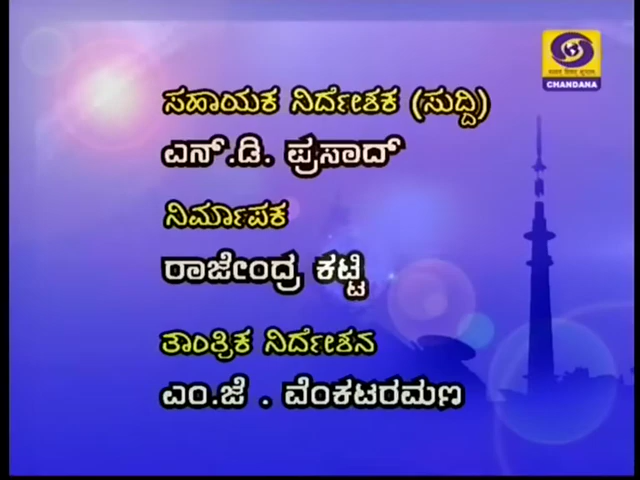 CHANDANA
ಸಹಾಯಕ ನಿರ್ದೇಶಕ (ಸುದ್ದಿ)
ಎನ್.ಡಿ. ಪ್ರಸಾದ್
ನಿರ್ಮಾಪಕ
ರಾಜೇಂದ್ರ ಕಟ್ಟಿ
ತಾಂತ್ರಿಕ ನಿರ್ದೇಶನ
ಎಂ.ಜೆ . ವೆಂಕಟರಮಣ